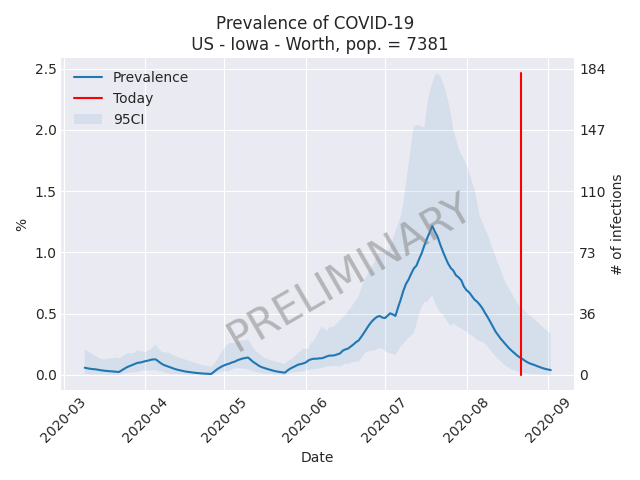 Prevalence of COVID-19
US - Iowa - Worth, pop. = 7381
Prevalence
Today
95CI
PRELIMINARY
%
2.5
2.0
1.5
1.0
0.5
0.0
184
147
110
73
36
0
# of infections
2020-03
2020-04
2020-05
2020-06
2020-07
2020-08
2020-09
Date